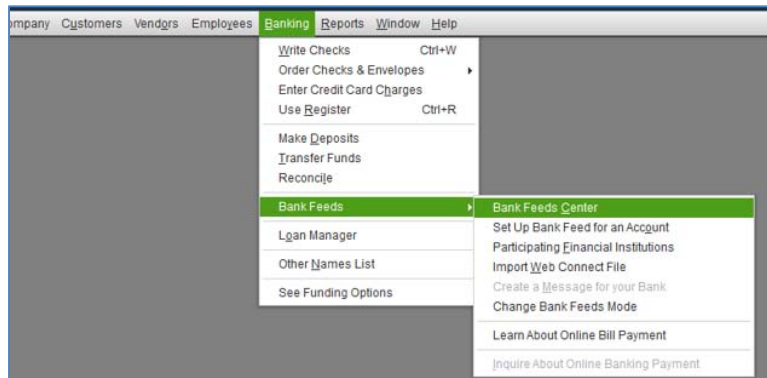 ompany Customers Vendors Employees Banking Reports Window Help
Write Checks Ctrl+W
Order Checks & Envelopes
Enter Credit Card Charges
Use Register Ctrl+R
Make Deposits
Transfer Funds
Reconcile
Bank Feeds
Loan Manager
Other Names List
See Funding Options
Bank Feeds Center
Set Up Bank Feed for an Account
Participating Financial Institutions
Import Web Connect File
Create a Message for your Bank
Change Bank Feeds Mode
Learn About Online Bill Payment
Inquire About Online Banking Payment